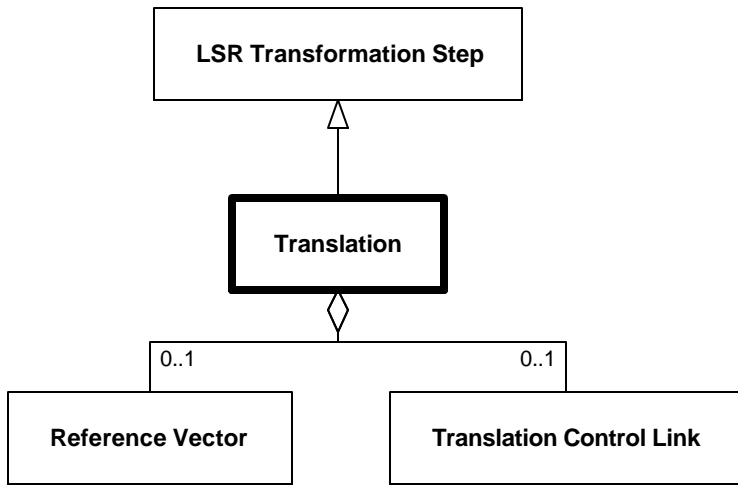 LSR Transformation Step
Translation
0..1
0..1
Reference Vector
Translation Control Link